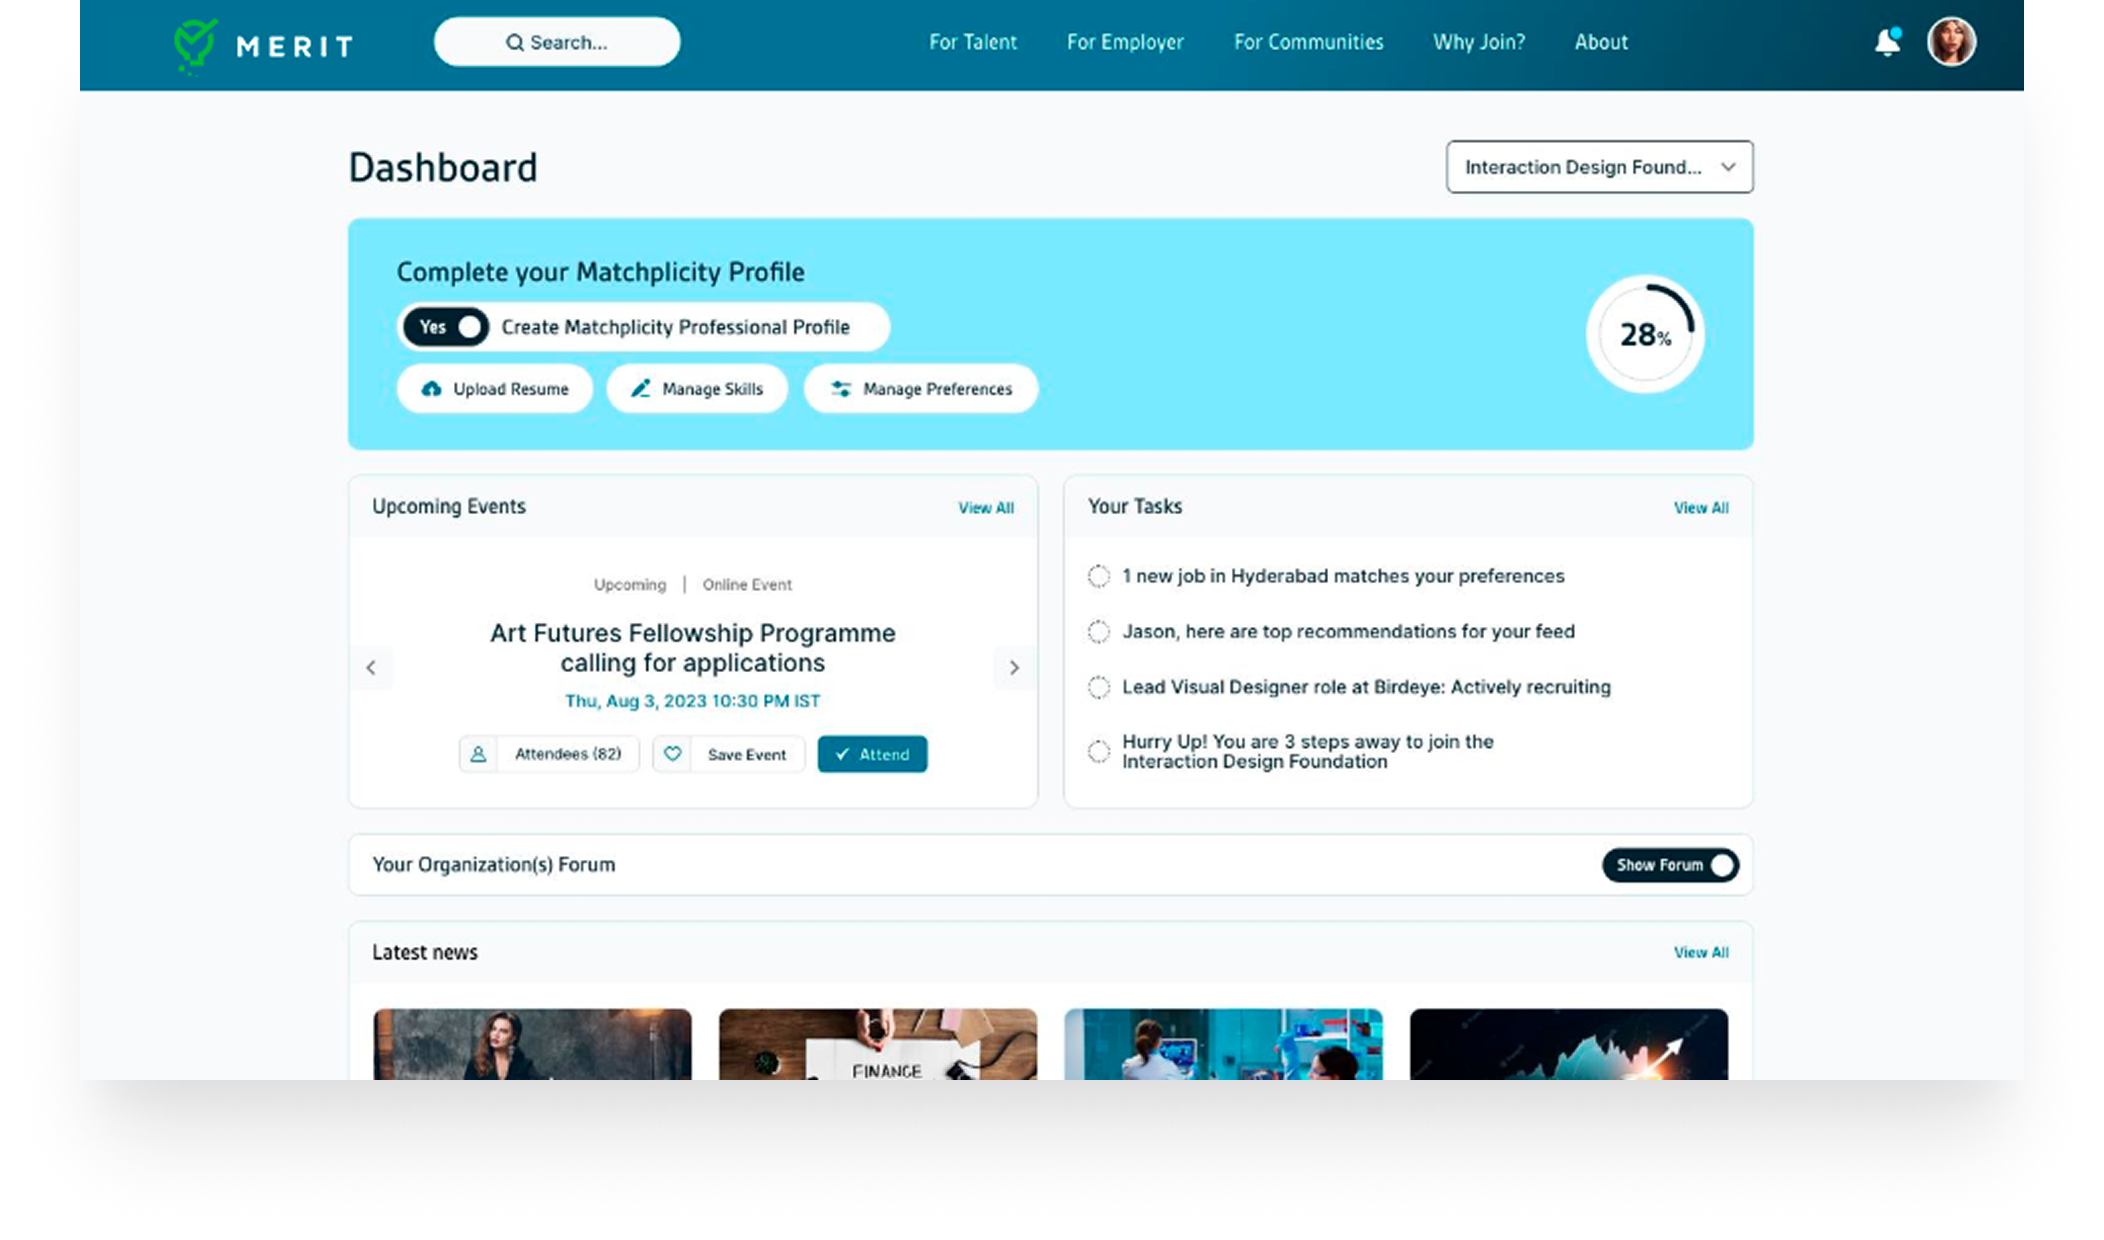 MERIT
Search...
For Talent
For Employer
For Communities
Why Join?
About
Dashboard
Interaction Design Found...
Complete your Matchplicity Profile
Yes
Create Matchplicity Professional Profile
Upload Resume
Manage Skills
Manage Preferences
28%
Upcoming Events
View All
Upcoming | Online Event
Art Futures Fellowship Programme
calling for applications
Thu, Aug 3, 2023 10:30 PM IST
Attendees (82)
Save Event
Attend
Your Tasks
View All
1 new job in Hyderabad matches your preferences
Jason, here are top recommendations for your feed
Lead Visual Designer role at Birdeye: Actively recruiting
Hurry Up! You are 3 steps away to join the
Interaction Design Foundation
Your Organization(s) Forum
Show Forum
Latest news
View All
FINANCE